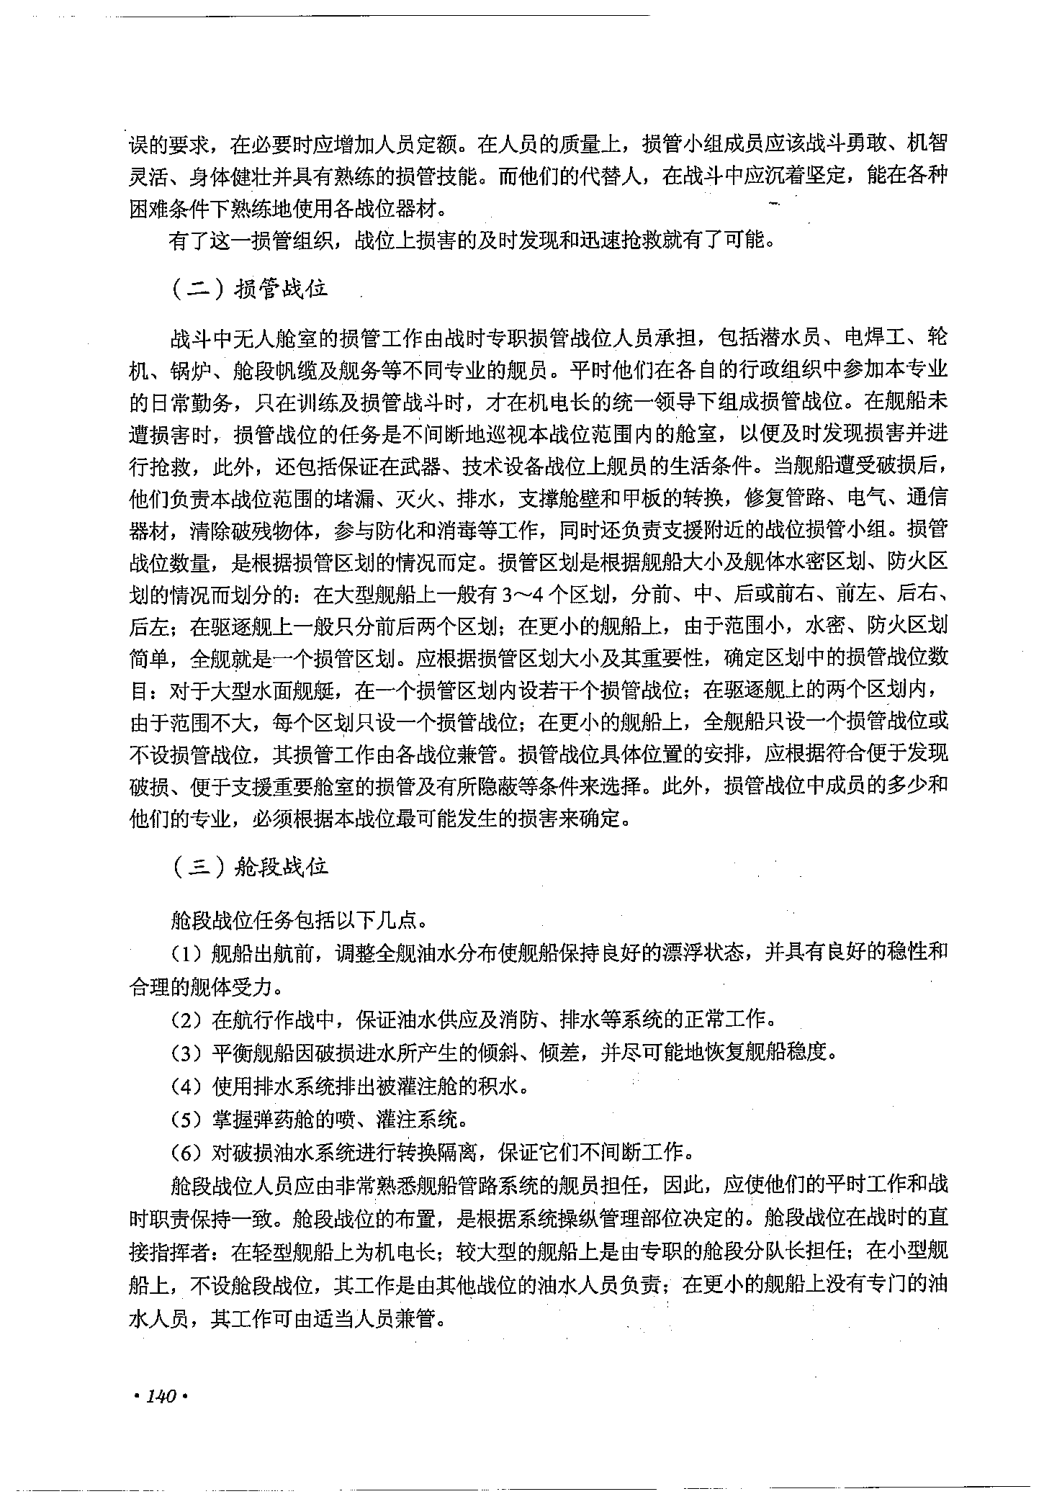 误的要求，在必要时应增加人员定额。在人员的质量上，损管小组成员应该战斗勇敢、机智
灵活、身体健壮并具有熟练的损管技能。而他们的代替人，在战斗中应沉着坚定，能在各种
困难条件下熟练地使用各战位器材。
有了这一损管组织，战位上损害的及时发现和迅速抢救就有了可能。
（二）损管战位
战斗中无人舱室的损管工作由战时专职损管战位人员承担，包括潜水员、电焊工、轮
机、锅炉、舱段帆缆及舰务等不同专业的舰员。平时他们在各自的行政组织中参加本专业
的日常勤务，只在训练及损管战斗时，才在机电长的统一领导下组成损管战位。在舰船未
遭损害时，损管战位的任务是不间断地巡视本战位范围内的舱室，以便及时发现损害并进
行抢救，此外，还包括保证在武器、技术设备战位上舰员的生活条件。当舰船遭受破损后，
他们负责本战位范围的堵漏、灭火、排水，支撑舱壁和甲板的转换，修复管路、电气、通信
器材，清除破残物体，参与防化和消毒等工作，同时还负责支援附近的战位损管小组。损管
战位数量，是根据损管区划的情况而定。损管区划是根据舰船大小及舰体水密区划、防火区
划的情况而划分的：在大型舰船上一般有 3～4 个区划，分前、中、后或前右、前左、后右、
后左；在驱逐舰上一般只分前后两个区划；在更小的舰船上，由于范围小，水密、防火区划
简单，全舰就是一个损管区划。应根据损管区划大小及其重要性，确定区划中的损管战位数
目：对于大型水面舰艇，在一个损管区划内设若干个损管战位；在驱逐舰上的两个区划内，
由于范围不大，每个区划只设一个损管战位；在更小的舰船上，全舰船只设一个损管战位或
不设损管战位，其损管工作由各战位兼管。损管战位具体位置的安排，应根据符合便于发现
破损、便于支援重要舱室的损管及有所隐蔽等条件来选择。此外，损管战位中成员的多少和
他们的专业，必须根据本战位最可能发生的损害来确定。
（三）舱段战位
舱段战位任务包括以下几点。
（1）舰船出航前，调整全舰油水分布使舰船保持良好的漂浮状态，并具有良好的稳性和
合理的舰体受力。
（2）在航行作战中，保证油水供应及消防、排水等系统的正常工作。
（3）平衡舰船因破损进水所产生的倾斜、倾差，并尽可能地恢复舰船稳度。
（4）使用排水系统排出被灌注舱的积水。
（5）掌握弹药舱的喷、灌注系统。
（6）对破损油水系统进行转换隔离，保证它们不间断工作。
舱段战位人员应由非常熟悉舰船管路系统的舰员担任，因此，应使他们的平时工作和战
时职责保持一致。舱段战位的布置，是根据系统操纵管理部位决定的。舱段战位在战时的直
接指挥者：在轻型舰船上为机电长；较大型的舰船上是由专职的舱段分队长担任；在小型舰
船上，不设舱段战位，其工作是由其他战位的油水人员负责；在更小的舰船上没有专门的油
水人员，其工作可由适当人员兼管。
·140·